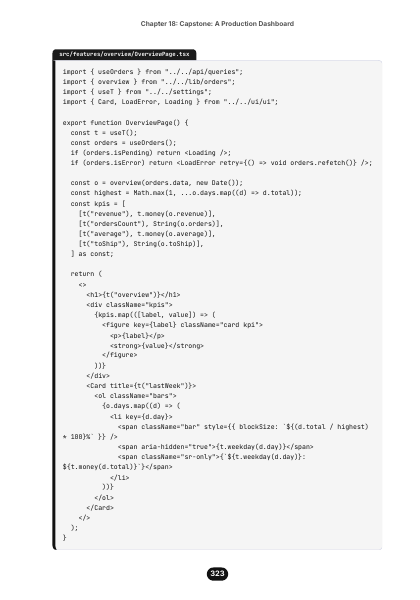 Chapter 18: Capstone: A Production Dashboard
src/features/overview/OverviewPage.tsx
import { useOrders } from "../../api/queries";
import { overview } from "../../lib/orders";
import { useT } from "../../settings";
import { Card, LoadError, Loading } from "../../ui/ui";

export function OverviewPage() {
  const t = useT();
  const orders = useOrders();
  if (orders.isPending) return <Loading />;
  if (orders.isError) return <LoadError retry={() => void orders.refetch()} />;

  const o = overview(orders.data, new Date());
  const highest = Math.max(1, ...o.days.map((d) => d.total));
  const kpis = [
    [t("revenue"), t.money(o.revenue)],
    [t("ordersCount"), String(o.orders)],
    [t("average"), t.money(o.average)],
    [t("toShip"), String(o.toShip)],
  ] as const;

  return (
    <>
      <h1>{t("overview")}</h1>
      <div className="kpis">
        {kpis.map(([label, value]) => (
          <figure key={label} className="card kpi">
            <p>{label}</p>
            <strong>{value}</strong>
          </figure>
        ))}
      </div>
      <Card title={t("lastWeek")}>
        <ol className="bars">
          {o.days.map((d) => (
            <li key={d.day}>
              <span className="bar" style={{ blockSize: `${(d.total / highest)
* 100}%` }} />
              <span aria-hidden="true">{t.weekday(d.day)}</span>
              <span className="sr-only">{`${t.weekday(d.day)}:
${t.money(d.total)}`}</span>
            </li>
          ))}
        </ol>
      </Card>
    </>
  );
}
323